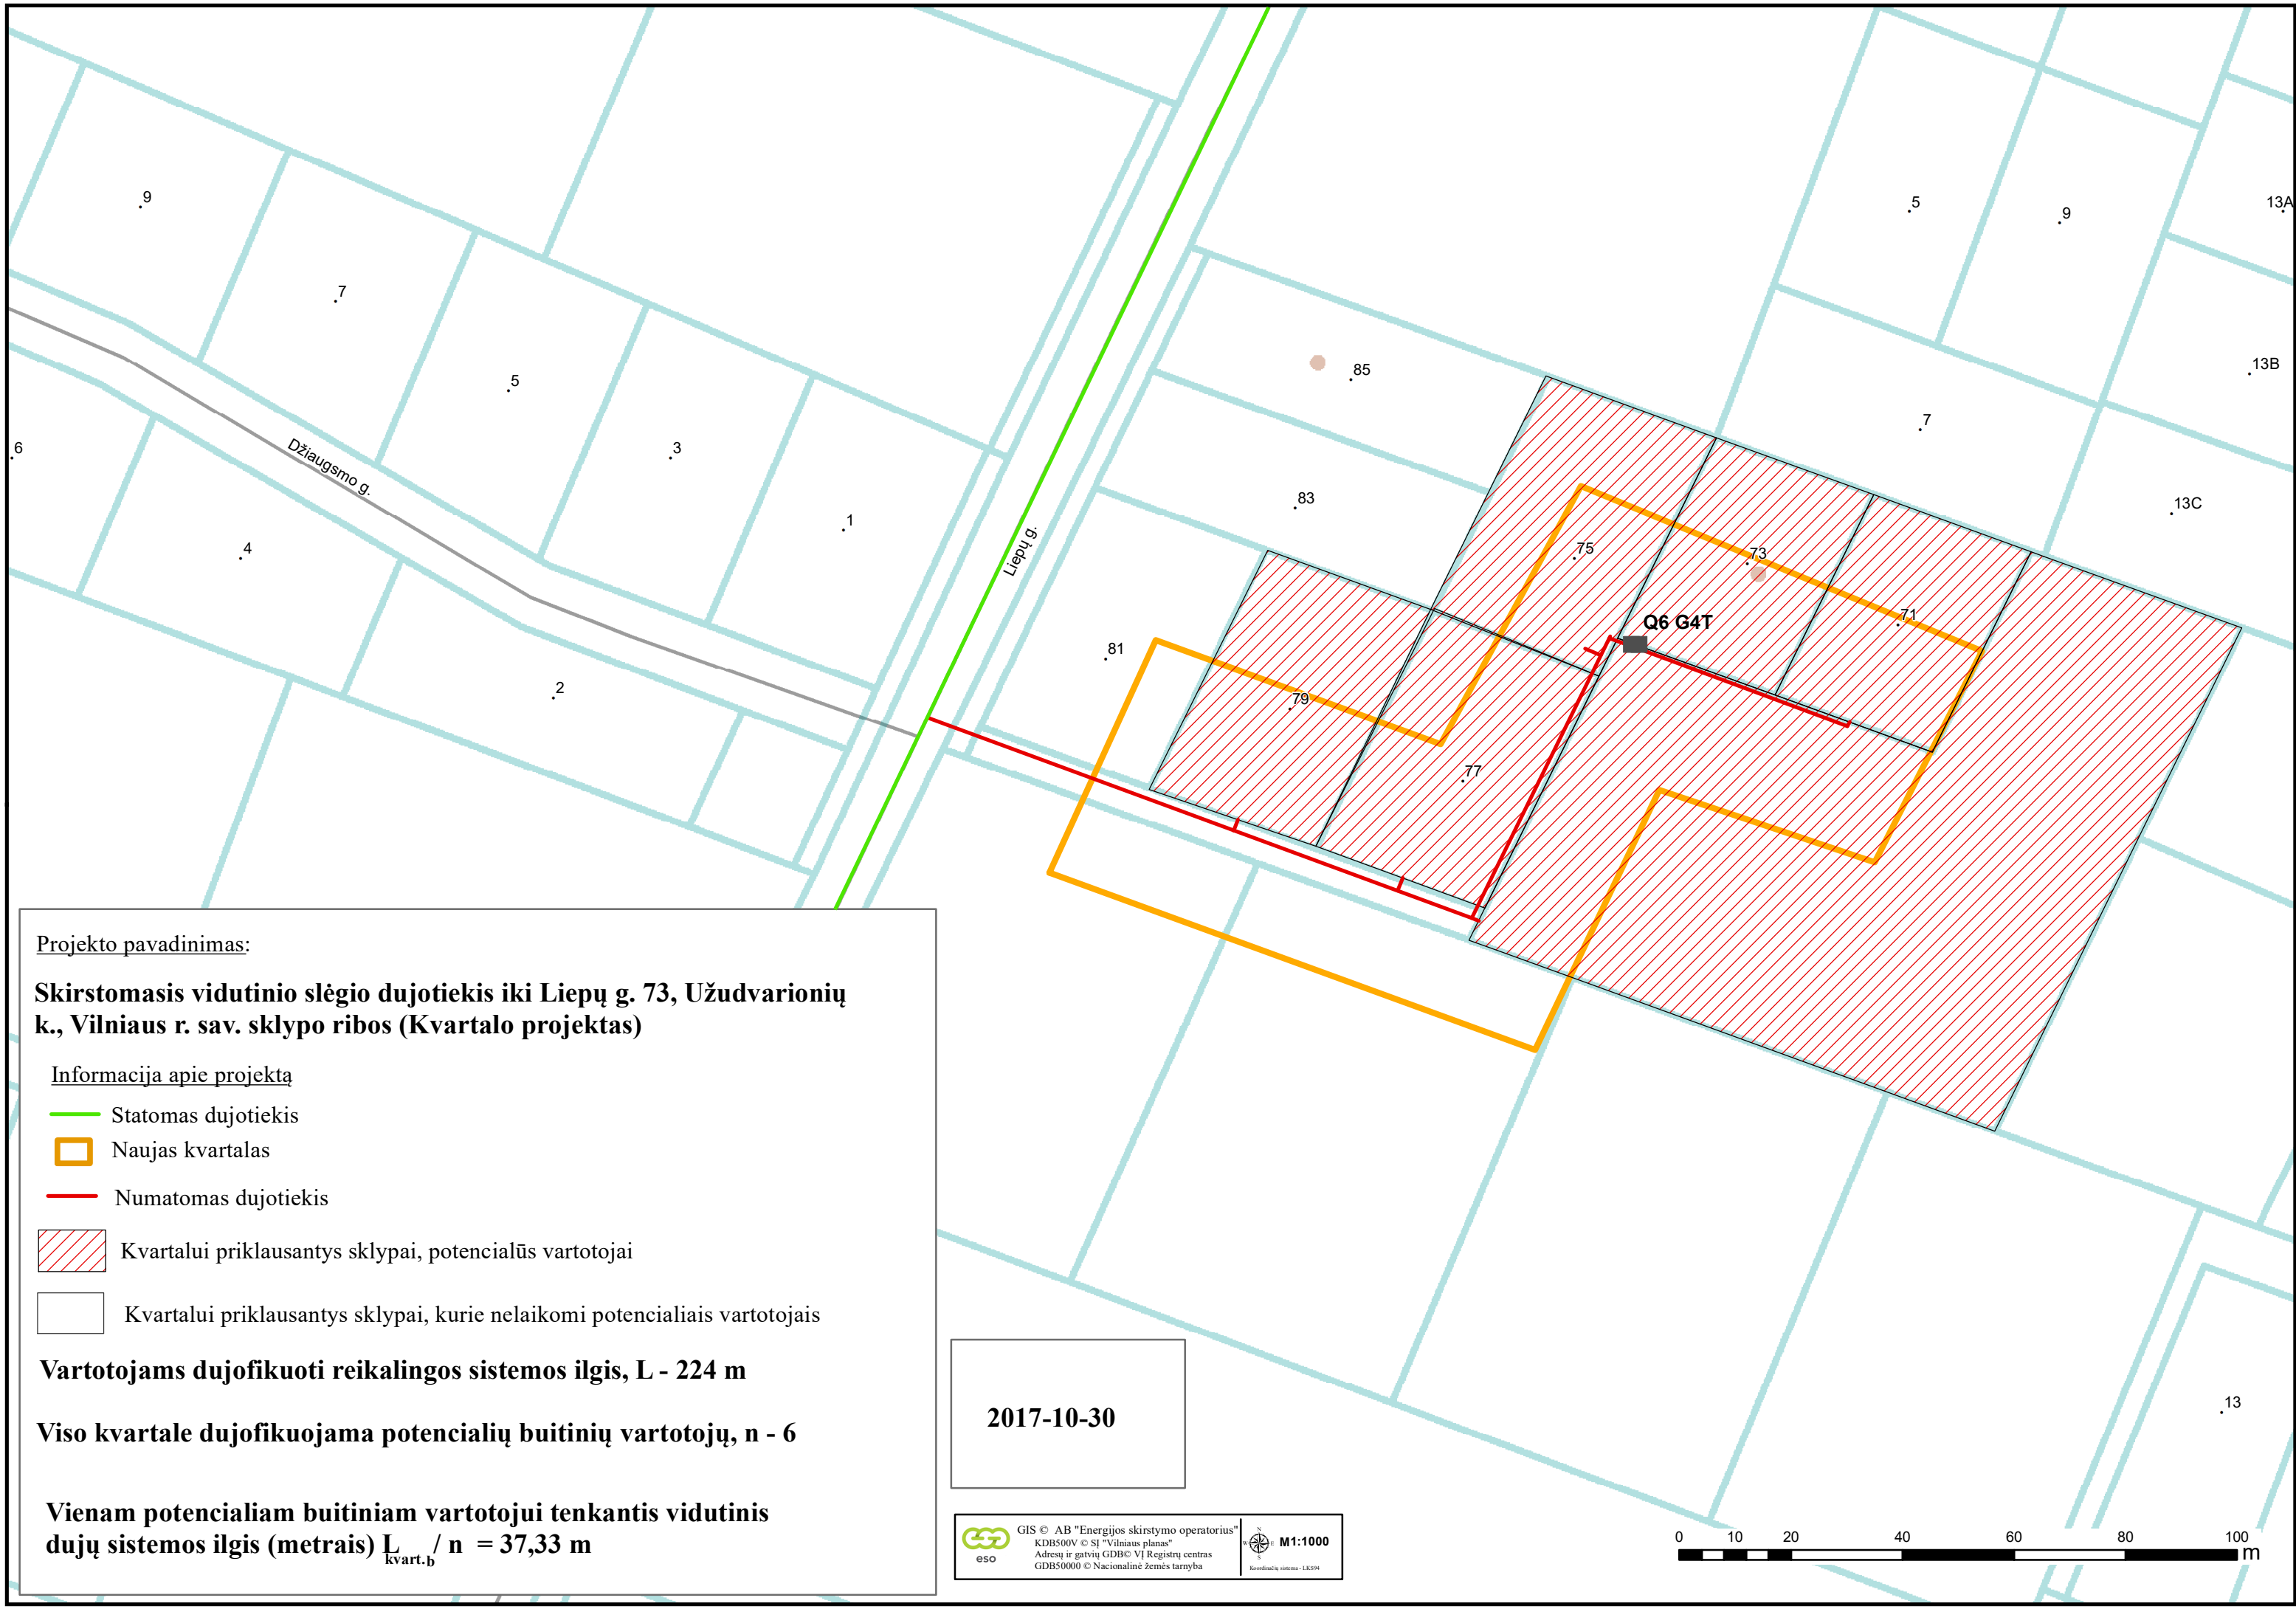 9
7
5
3
1
6
4
2
Džiaugsmo g.
Liepų g.
85
83
81
79
77
75
73
71
Q6 G4T
5
9
7
13A
13B
13C
13
Projekto pavadinimas:
Skirstomasis vidutinio slėgio dujotiekis iki Liepų g. 73, Užudvarionių
k., Vilniaus r. sav. sklypo ribos (Kvartalo projektas)
Informacija apie projektą
Statomas dujotiekis
Naujas kvartalas
Numatomas dujotiekis
Kvartalui priklausantys sklypai, potencialūs vartotojai
Kvartalui priklausantys sklypai, kurie nelaikomi potencialiais vartotojais
Vartotojams dujofikuoti reikalingos sistemos ilgis, L - 224 m
Viso kvartale dujofikuojama potencialių buitinių vartotojų, n - 6
Vienam potencialiam buitiniam vartotojui tenkantis vidutinis
dujų sistemos ilgis (metrais) L kvart.b / n = 37,33 m
2017-10-30
eso
GIS © AB "Energijos skirstymo operatorius"
KDB500V © SĮ "Vilniaus planas"
Adresų ir gatvių GDB© VĮ Registrų centras
GDB50000 © Nacionalinė žemės tarnyba
N
W E
S
M1:1000
Koordinačių sistema - LKS94
0 10 20 40 60 80 100
m